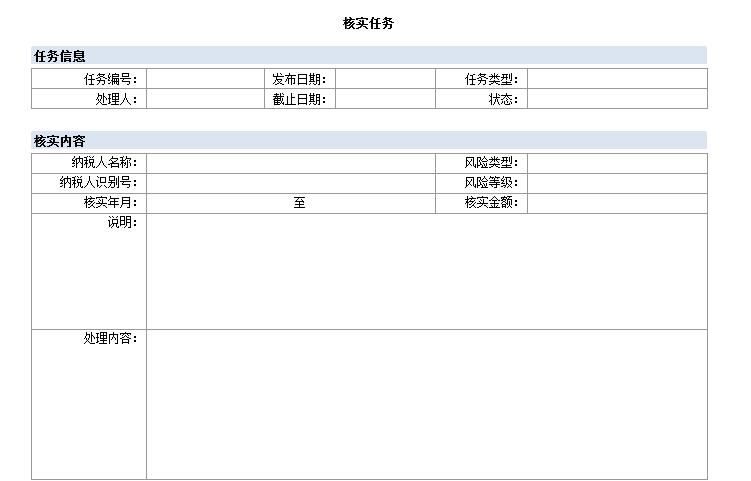 核实任务
任务信息
任务编号: 发布日期: 任务类型:
处理人: 截止日期: 状态:
核实内容
纳税人名称: 风险类型:
纳税人识别号: 风险等级:
核实年月: 至 核实金额:
说明:
处理内容: